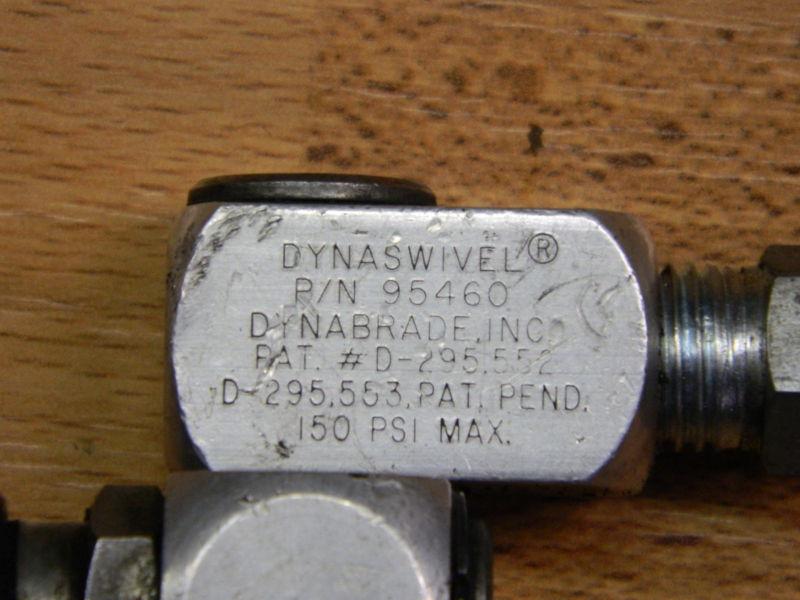 DYNASWIVEL®
P/N 95460
DYNABRADE, INC.
PAT. # D-295,552
D-295,553, PAT. PEND.
150 PSI MAX.